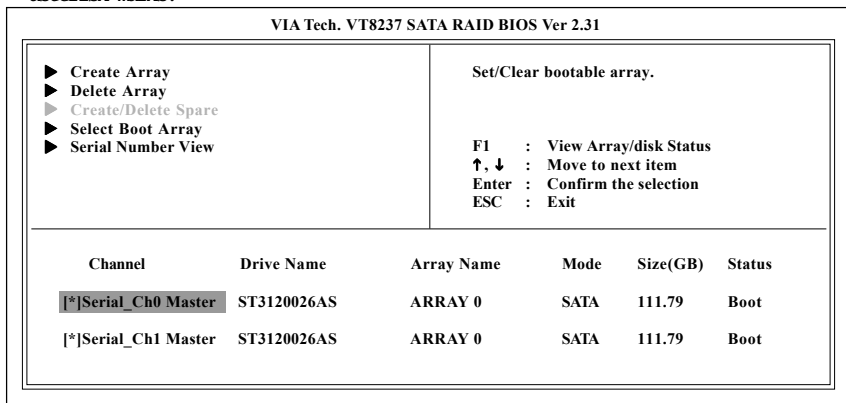 VIA Tech. VT8237 SATA RAID BIOS Ver 2.31
Create Array
Delete Array
Create/Delete Spare
Select Boot Array
Serial Number View
Set/Clear bootable array.
F1 : View Array/disk Status
↑, ↓ : Move to next item
Enter : Confirm the selection
ESC : Exit
Channel Drive Name Array Name Mode Size(GB) Status
[*]Serial_Ch0 Master ST3120026AS ARRAY 0 SATA 111.79 Boot
[*]Serial_Ch1 Master ST3120026AS ARRAY 0 SATA 111.79 Boot